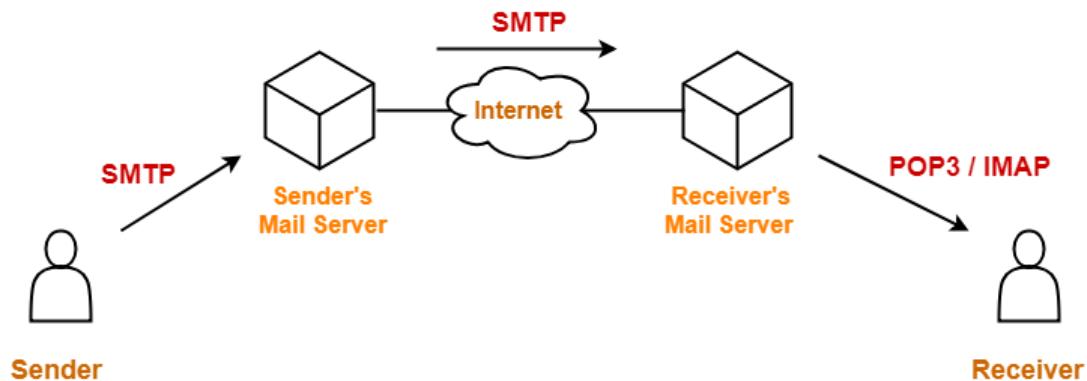 SMTP
Internet
SMTP
POP3 / IMAP
Sender's
Mail Server
Receiver's
Mail Server
Sender
Receiver